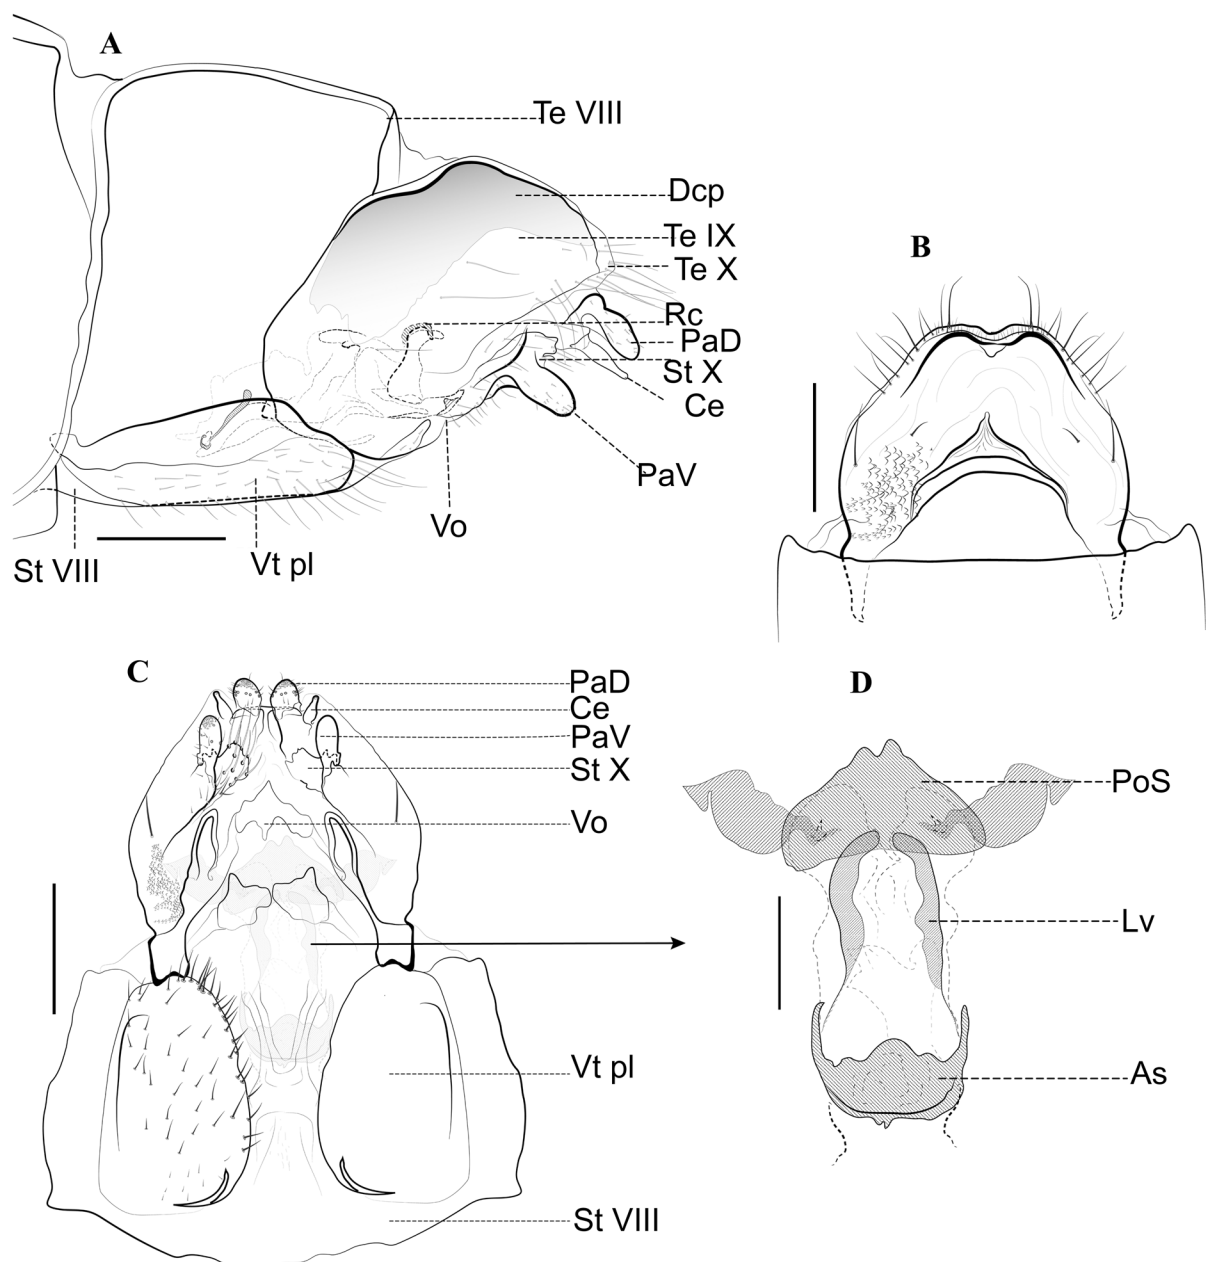 A
Te VIII
Dcp
Te IX
Te X
Rc
PaD
St X
Ce
PaV
Vo
Vt pl
St VIII
B
C
PaD
Ce
PaV
St X
Vo
Vt pl
St VIII
D
PoS
Lv
As